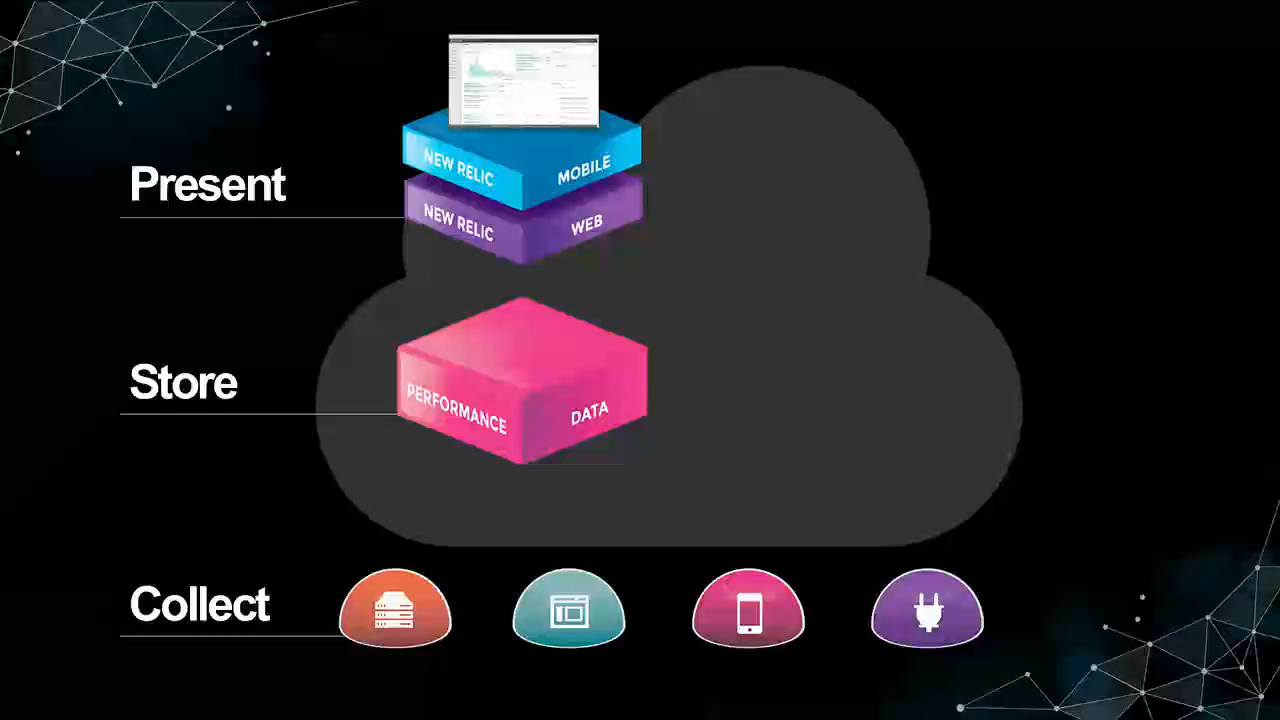 NEW RELIC MOBILE
Present
NEW RELIC WEB
Store
PERFORMANCE DATA
Collect